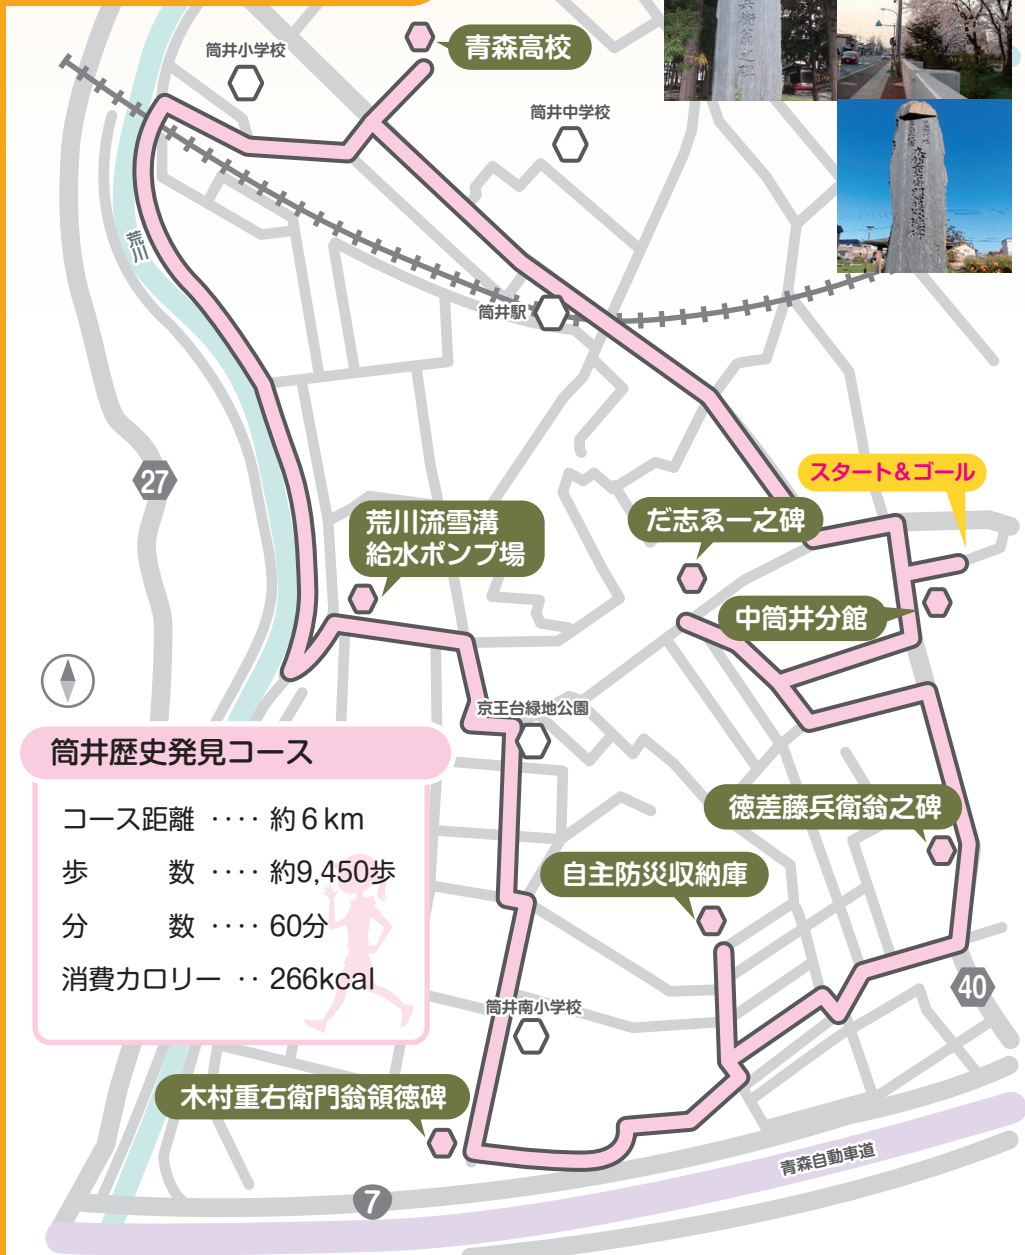 兵衛翁之碑
青森高校
筒井小学校
筒井中学校
荒川
筒井駅
27
スタート&ゴール
荒川流雪溝
給水ポンプ場
だ志ゑ一之碑
中筒井分館
京王台緑地公園
筒井歴史発見コース
コース距離 ‥‥ 約6km
歩数 ‥‥ 約9,450歩
分数 ‥‥ 60分
消費カロリー ‥ 266kcal
徳差藤兵衛翁之碑
自主防災収納庫
40
筒井南小学校
木村重右衛門翁頌徳碑
青森自動車道
7